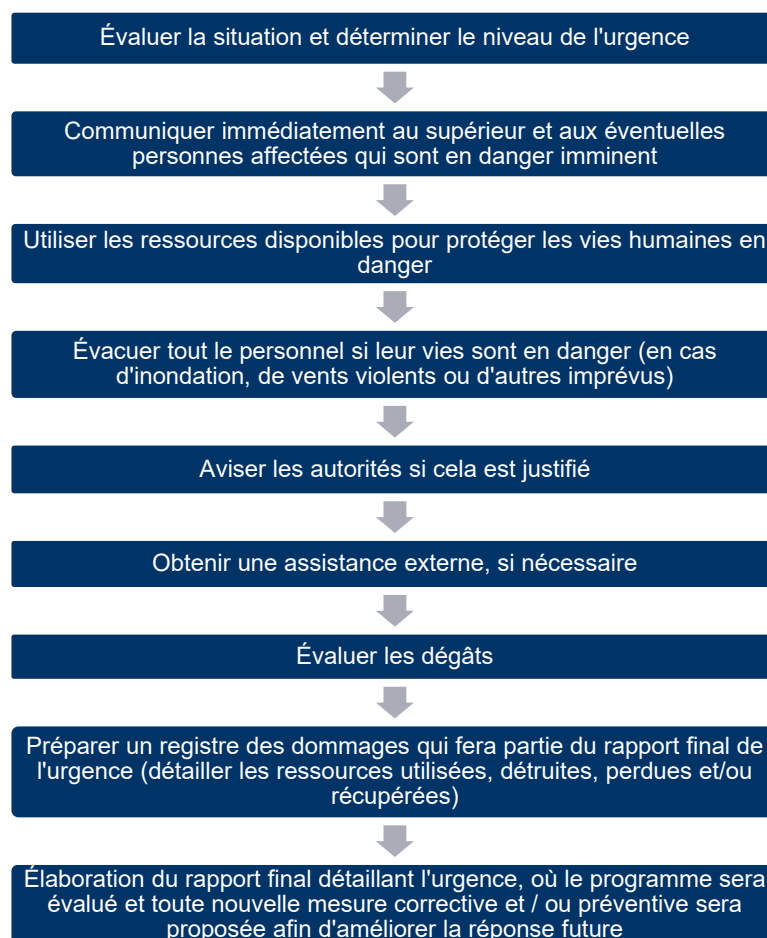 Évaluer la situation et déterminer le niveau de l'urgence
Communiquer immédiatement au supérieur et aux éventuelles
personnes affectées qui sont en danger imminent
Utiliser les ressources disponibles pour protéger les vies humaines en
danger
Évacuer tout le personnel si leur vies sont en danger (en cas
d'inondation, de vents violents ou d'autres imprévus)
Aviser les autorités si cela est justifié
Obtenir une assistance externe, si nécessaire
Évaluer les dégâts
Préparer un registre des dommages qui fera partie du rapport final de
l'urgence (détailler les ressources utilisées, détruites, perdues et/ou
récupérées)
Élaboration du rapport final détaillant l'urgence, où le programme sera
évalué et toute nouvelle mesure corrective et / ou préventive sera
proposée afin d'améliorer la réponse future